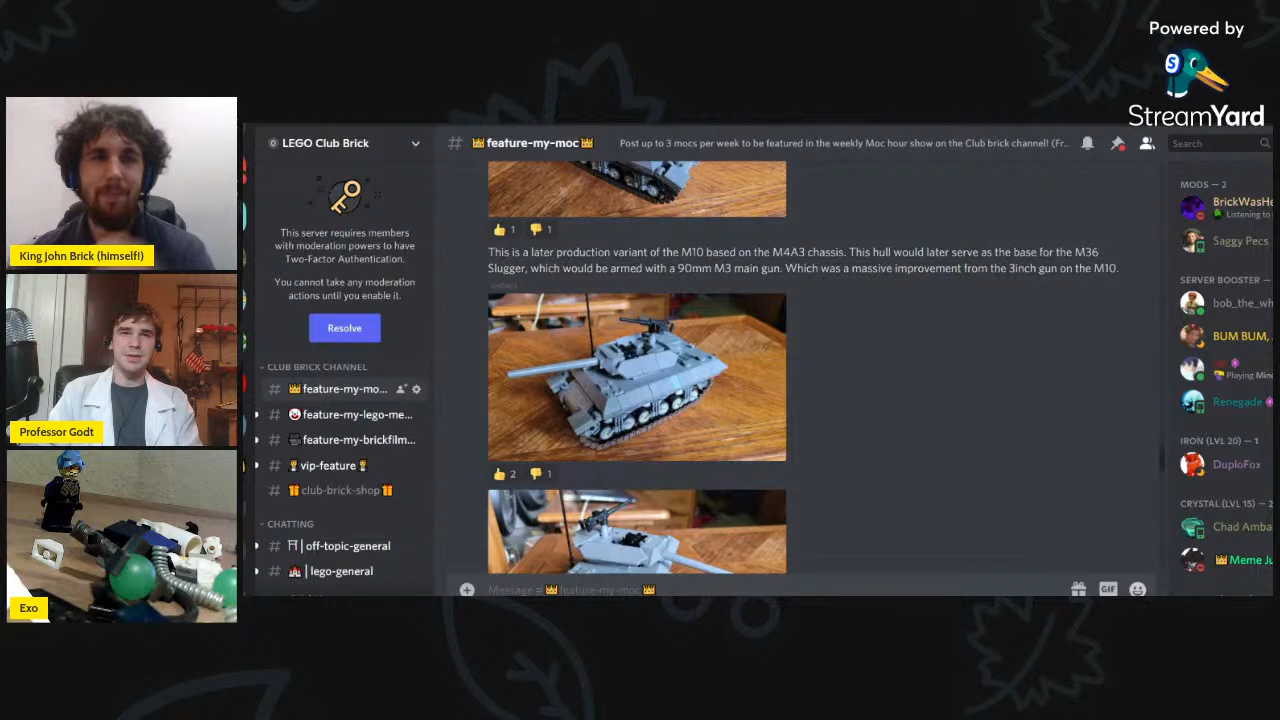 Powered by
StreamYard
King John Brick (himself!)
Professor Godt
Exo
LEGO Club Brick
This server requires
members
with moderation powers to have
Two-Factor Authentication.
You cannot take any moderation
actions until you enable it.
Resolve
CLUB BRICK CHANNEL
feature-my-mo...
feature-my-lego-me...
feature-my-brickfilm...
vip-feature
club-brick-shop
CHATTING
off-topic-general
lego-general
# feature-my-moc
Post up to 3 mocs per week to be featured in the weekly Moc hour show on the Club brick channel! (Fr...
Search
1 1
This is a later production variant of the M10 based on the M4A3 chassis. This hull would later serve as the base for the M36
Slugger, which would be armed with a 90mm M3 main gun. Which was a massive improvement from the 3inch gun on the M10.
2 1
Message # feature-my-moc
GIF
MODS — 2
BrickWasHe
Listening to
Saggy Pecs
SERVER BOOSTER —
bob_the_wh
BUM BUM,
Playing Mine
Renegade
IRON (LVL 20) — 1
DuploFox
CRYSTAL (LVL 15) — 2
Chad Amba
Meme Ju